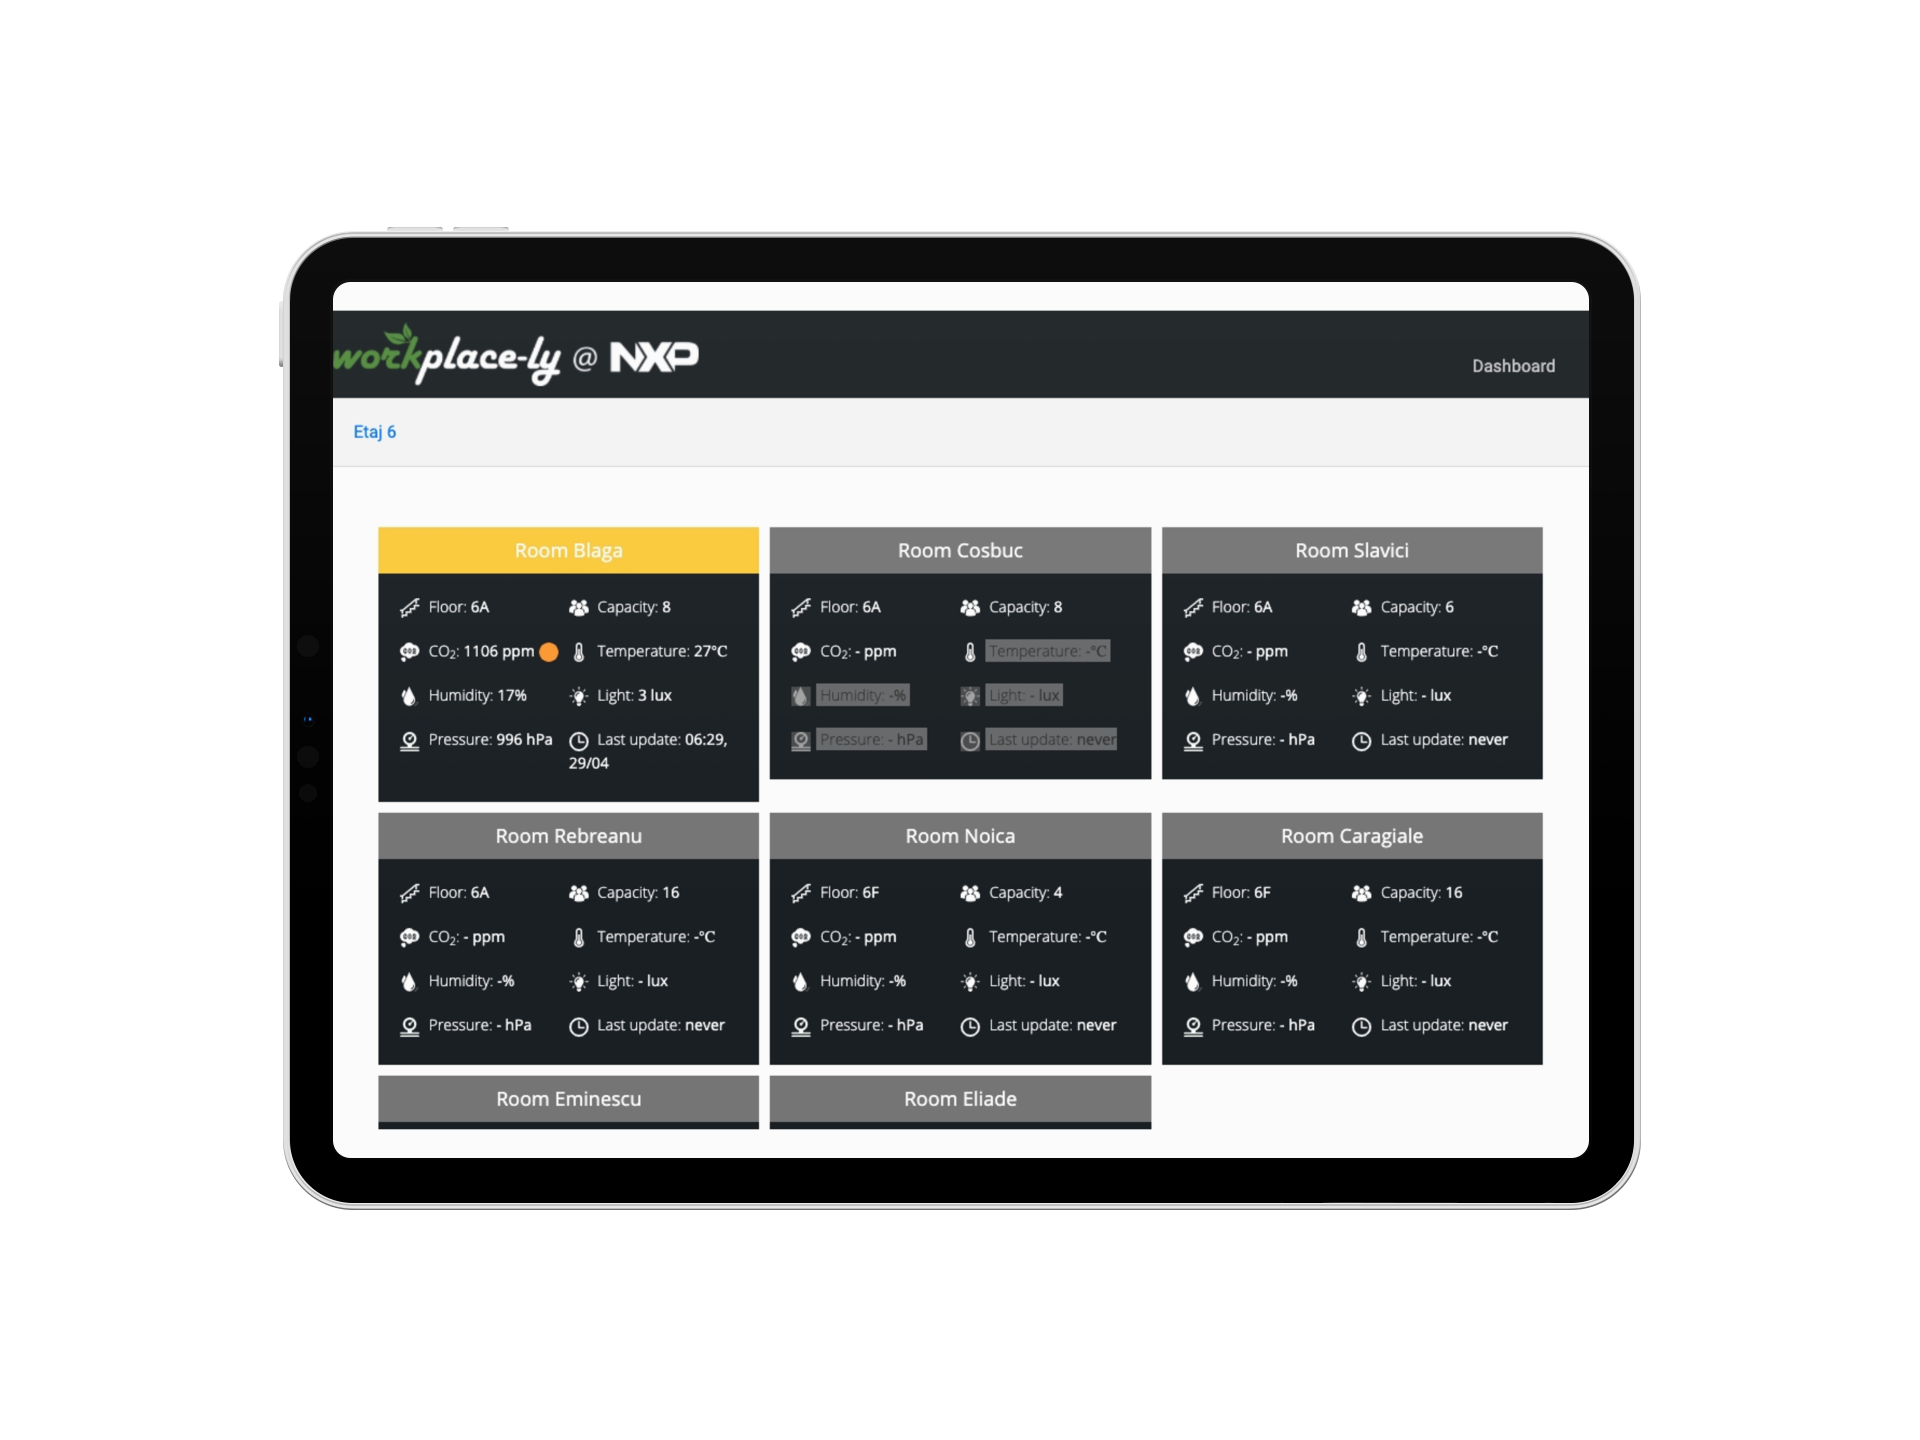 workplace-ly @ NXP
Dashboard
Etaj 6
Room Blaga
Floor: 6A
Capacity: 8
CO₂: 1106 ppm
Temperature: 27°C
Humidity: 17%
Light: 3 lux
Pressure: 996 hPa
Last update: 06:29,
29/04
Room Cosbuc
Floor: 6A
Capacity: 8
CO₂: - ppm
Temperature: -°C
Humidity: -%
Light: - lux
Pressure: - hPa
Last update: never
Room Slavici
Floor: 6A
Capacity: 6
CO₂: - ppm
Temperature: -°C
Humidity: -%
Light: - lux
Pressure: - hPa
Last update: never
Room Rebreanu
Floor: 6A
Capacity: 16
CO₂: - ppm
Temperature: -°C
Humidity: -%
Light: - lux
Pressure: - hPa
Last update: never
Room Noica
Floor: 6F
Capacity: 4
CO₂: - ppm
Temperature: -°C
Humidity: -%
Light: - lux
Pressure: - hPa
Last update: never
Room Caragiale
Floor: 6F
Capacity: 16
CO₂: - ppm
Temperature: -°C
Humidity: -%
Light: - lux
Pressure: - hPa
Last update: never
Room Eminescu
Room Eliade